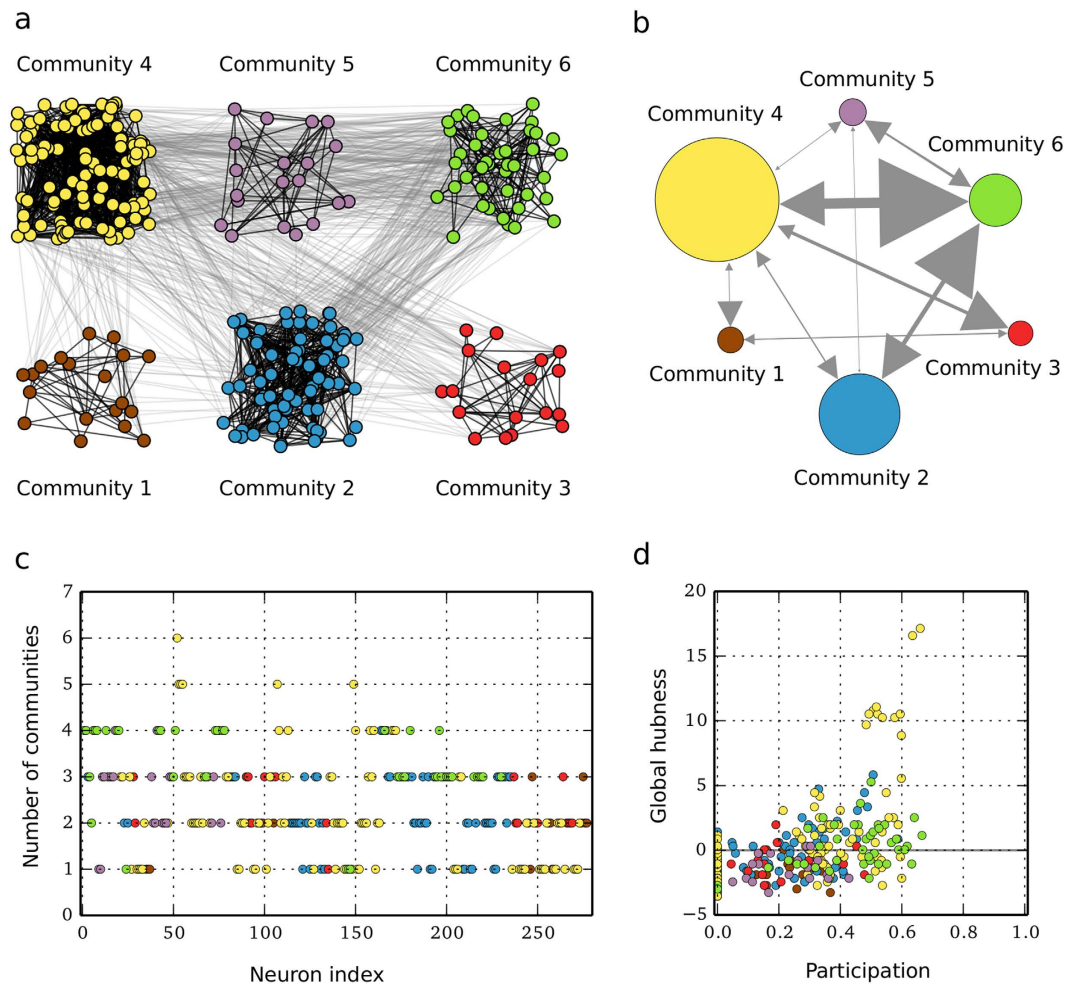 a
Community 4
Community 5
Community 6
Community 1
Community 2
Community 3
b
Community 5
Community 4
Community 6
Community 1
Community 3
Community 2
c
7
6
5
4
3
2
1
0
Number of communities
0
50
100
150
200
250
Neuron index
d
20
15
10
5
0
−5
Global hubness
0.0
0.2
0.4
0.6
0.8
1.0
Participation